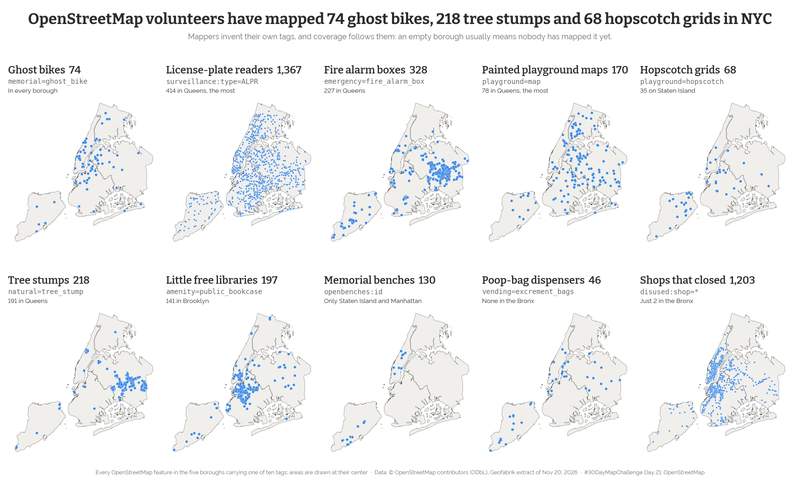 OpenStreetMap volunteers have mapped 74 ghost bikes, 218 tree stumps and 68 hopscotch grids in NYC
Mappers invent their own tags, and coverage follows them: an empty borough usually means nobody has mapped it yet.
Ghost bikes 74
memorial=ghost_bike
In every borough
License-plate readers 1,367
surveillance:type=ALPR
414 in Queens, the most
Fire alarm boxes 328
emergency=fire_alarm_box
227 in Queens
Painted playground maps 170
playground=map
78 in Queens, the most
Hopscotch grids 68
playground=hopscotch
35 on Staten Island
Tree stumps 218
natural=tree_stump
191 in Queens
Little free libraries 197
amenity=public_bookcase
141 in Brooklyn
Memorial benches 130
openbenches:id
Only Staten Island and Manhattan
Poop-bag dispensers 46
vending=excrement_bags
None in the Bronx
Shops that closed 1,203
disused:shop=*
Just 2 in the Bronx
Every OpenStreetMap feature in the five boroughs carrying one of ten tags; areas are drawn at their center · Data: © OpenStreetMap contributors (ODbL), Geofabrik extract of Nov 20, 2026 · #30DayMapChallenge Day 21: OpenStreetMap